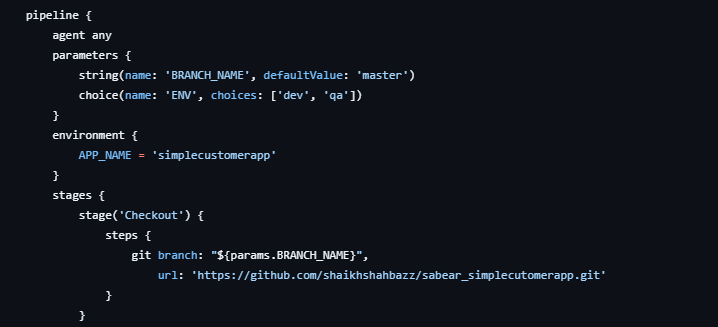 pipeline {
    agent any
    parameters {
        string(name: 'BRANCH_NAME', defaultValue: 'master')
        choice(name: 'ENV', choices: ['dev', 'qa'])
    }
    environment {
        APP_NAME = 'simplecustomerapp'
    }
    stages {
        stage('Checkout') {
            steps {
                git branch: "${params.BRANCH_NAME}",
                    url: 'https://github.com/shaikhshahbazz/sabear_simplecutomerapp.git'
            }
        }